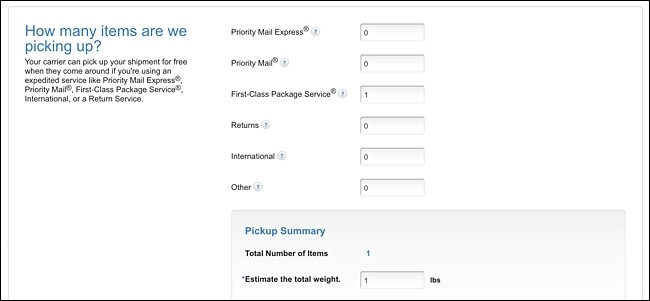 How many items are we
picking up?
Your carrier can pick up your shipment for free
when they come around if you're using an
expedited service like Priority Mail Express®,
Priority Mail®, First-Class Package Service®,
International, or a Return Service.
Priority Mail Express® ? 0
Priority Mail® ? 0
First-Class Package Service® ? 1
Returns ? 0
International ? 0
Other ? 0
Pickup Summary
Total Number of Items 1
*Estimate the total weight. 1 lbs